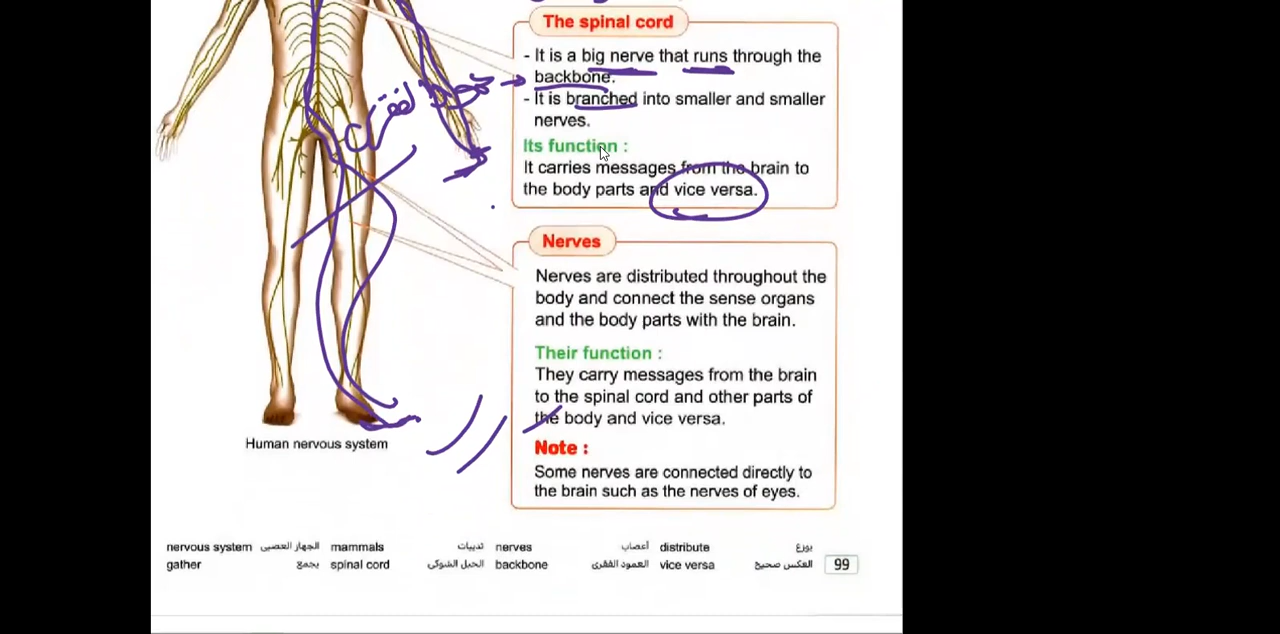 The spinal cord
- It is a big nerve that runs through the
backbone.
- It is branched into smaller and smaller
nerves.
Its function :
It carries messages from the brain to
the body parts and vice versa.
Nerves
Nerves are distributed throughout the
body and connect the sense organs
and the body parts with the brain.
Their function :
They carry messages from the brain
to the spinal cord and other parts of
the body and vice versa.
Note :
Some nerves are connected directly to
the brain such as the nerves of eyes.
Human nervous system
nervous system الجهاز العصبى mammals ثدييات nerves أعصاب distribute يوزع
gather يجمع spinal cord الحبل الشوكى backbone العمود الفقرى vice versa العكس صحيح
99